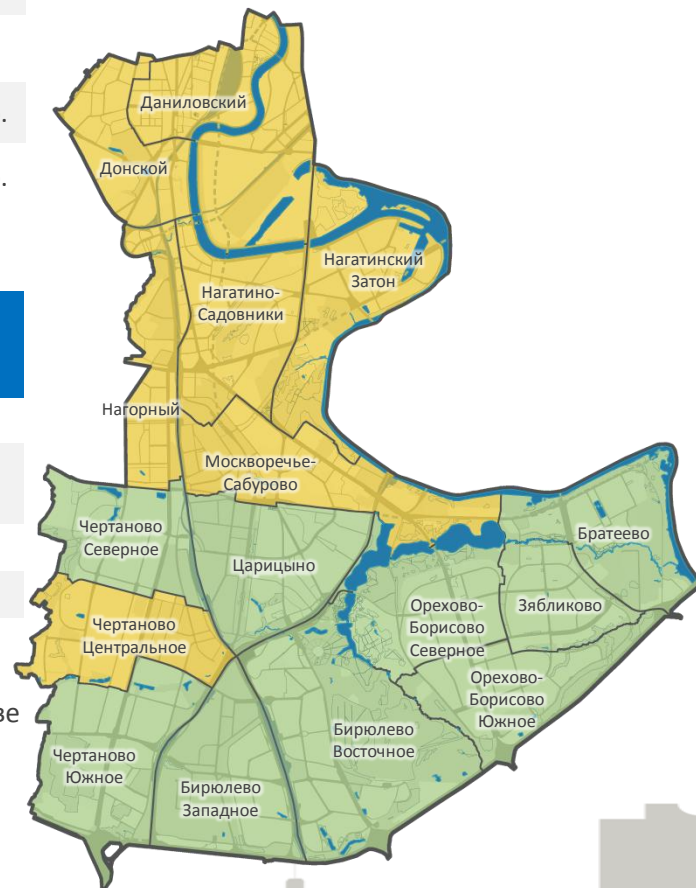 Даниловский
.
Донской
.
Нагатинский
Затон
Нагатино-
Садовники
Нагорный
Москворечье-
Сабурово
Чертаново
Северное
Братеево
Царицыно
Орехово-
Борисово
Северное
Зябликово
Чертаново
Центральное
Орехово-
Борисово
Южное
зе
Бирюлево
Восточное
Чертаново
Южное
Бирюлево
Западное